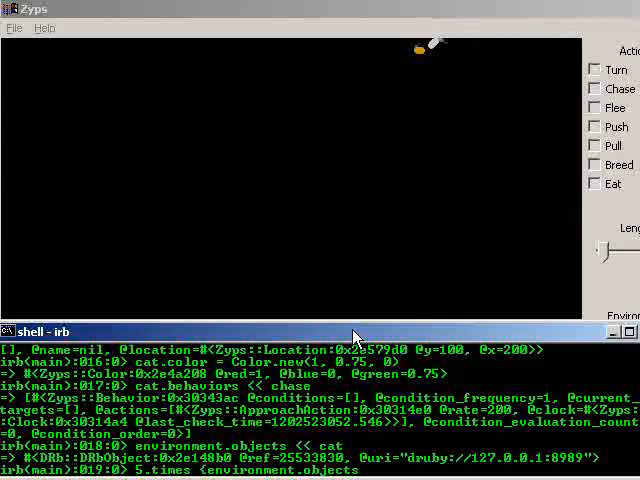 Zyps
File Help
Actio
Turn
Chase
Flee
Push
Pull
Breed
Eat
Leng
Environ
shell - irb
[], @name=nil, @location=#<Zyps::Location:0x2e579d0 @y=100, @x=200>>
irb(main):016:0> cat.color = Color.new(1, 0.75, 0)
=> #<Zyps::Color:0x2e4a208 @red=1, @blue=0, @green=0.75>
irb(main):017:0> cat.behaviors << chase
=> [#<Zyps::Behavior:0x30343ac @conditions=[], @condition_frequency=1, @current_
targets=[], @actions=[#<Zyps::ApproachAction:0x30314e0 @rate=200, @clock=#<Zyps:
:Clock:0x30314a4 @last_check_time=1202523052.546>>], @condition_evaluation_count
=0, @condition_order=0>]
irb(main):018:0> environment.objects << cat
=> #<DRb::DRbObject:0x2e148b0 @ref=25533830, @uri="druby://127.0.0.1:8989">
irb(main):019:0> 5.times {environment.objects